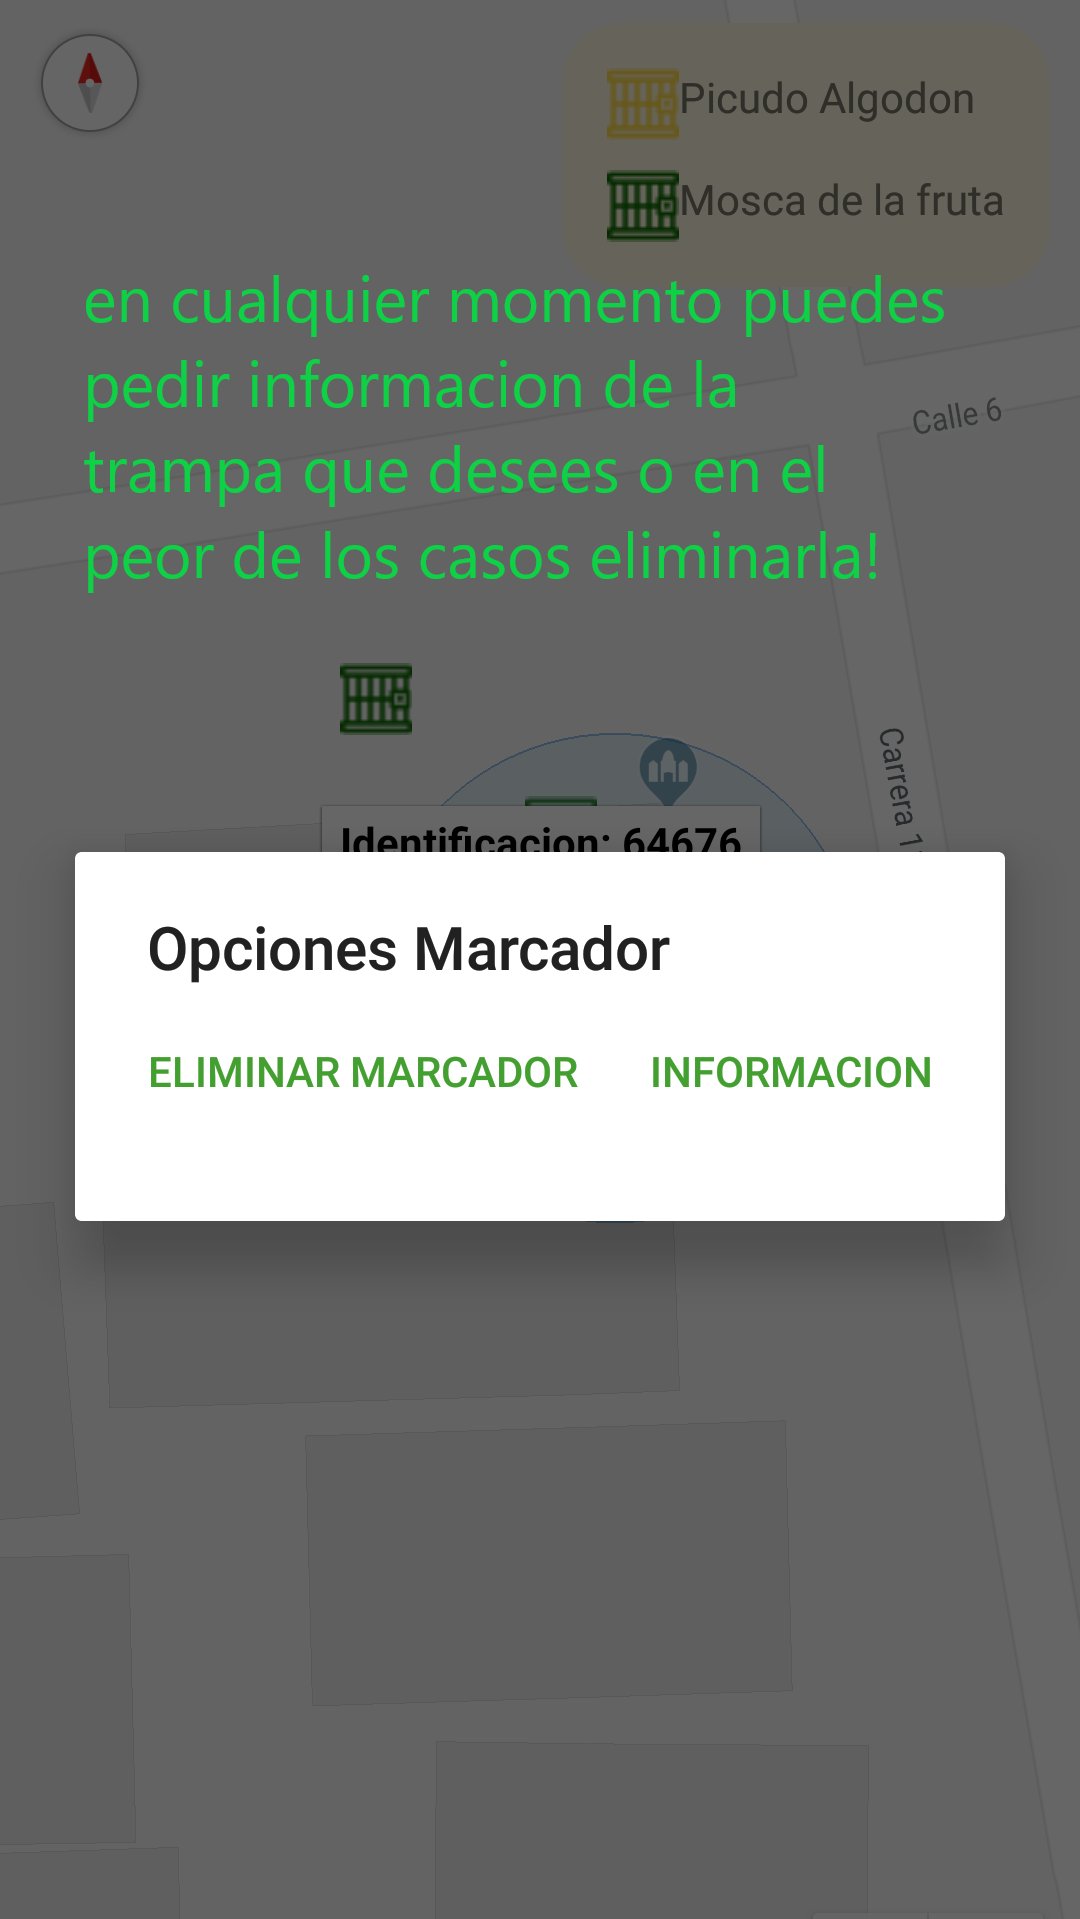 Picudo Algodon
Mosca de la fruta
en cualquier momento puedes
pedir informacion de la
trampa que desees o en el
peor de los casos eliminarla!
Calle 6
Carrera 1
Identificacion: 64676
Opciones Marcador
ELIMINAR MARCADOR
INFORMACION